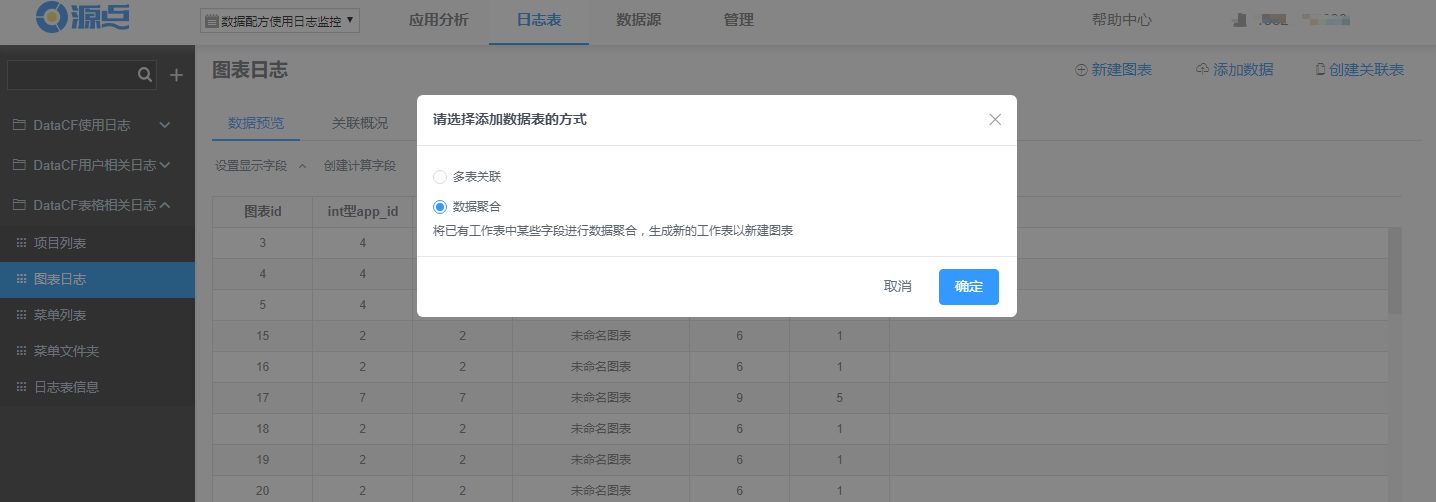 源点
数据配方使用日志监控
应用分析
日志表
数据源
管理
帮助中心
图表日志
新建图表
添加数据
创建关联表
DataCF使用日志
DataCF用户相关日志
DataCF表格相关日志
项目列表
图表日志
菜单列表
菜单文件夹
日志表信息
数据预览
关联概况
设置显示字段
创建计算字段
请选择添加数据表的方式
多表关联
数据聚合
将已有工作表中某些字段进行数据聚合，生成新的工作表以新建图表
取消
确定
图表id int型app_id
3 4
4 4
5 4
15 2 2 未命名图表 6 1
16 2 2 未命名图表 6 1
17 7 7 未命名图表 9 5
18 2 2 未命名图表 6 1
19 2 2 未命名图表 6 1
20 2 2 未命名图表 6 1